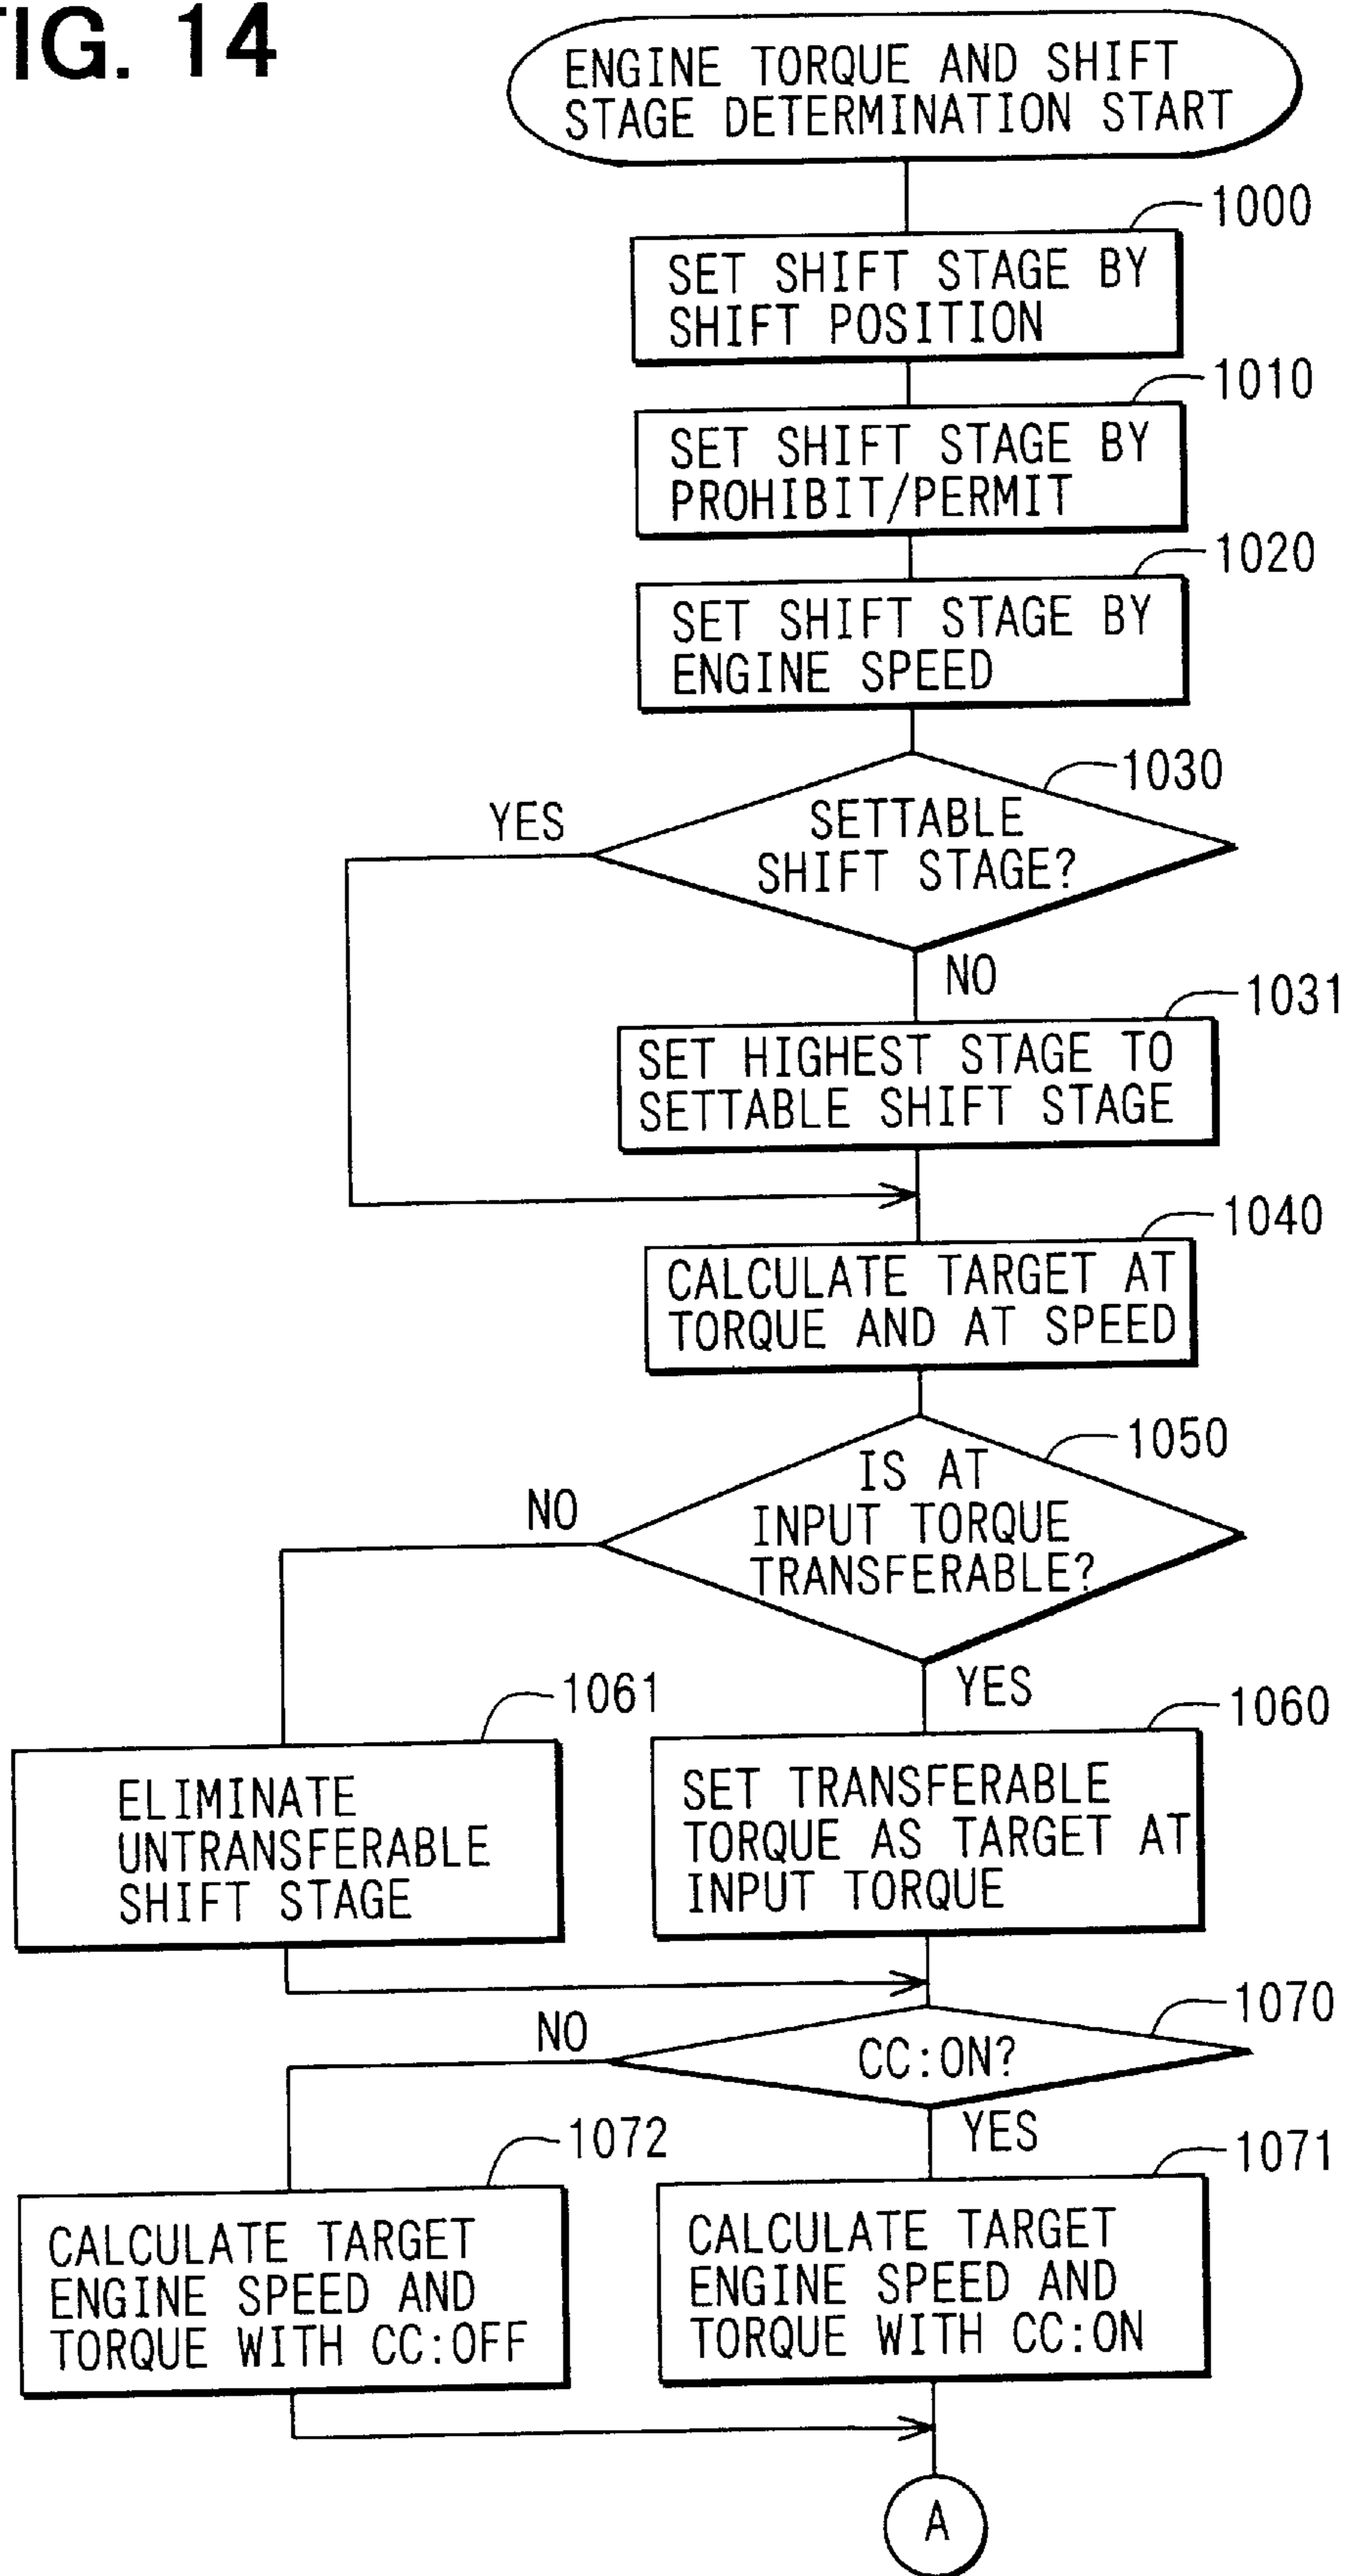 FIG. 14
ENGINE TORQUE AND SHIFT
STAGE DETERMINATION START
1000
SET SHIFT STAGE BY
SHIFT POSITION
1010
SET SHIFT STAGE BY
PROHIBIT/PERMIT
1020
SET SHIFT STAGE BY
ENGINE SPEED
1030
YES
SETTABLE
SHIFT STAGE?
NO
1031
SET HIGHEST STAGE TO
SETTABLE SHIFT STAGE
1040
CALCULATE TARGET AT
TORQUE AND AT SPEED
1050
IS AT
INPUT TORQUE
TRANSFERABLE?
NO
YES
1061
1060
ELIMINATE
UNTRANSFERABLE
SHIFT STAGE
SET TRANSFERABLE
TORQUE AS TARGET AT
INPUT TORQUE
1070
NO
CC:ON?
YES
1072
1071
CALCULATE TARGET
ENGINE SPEED AND
TORQUE WITH CC:OFF
CALCULATE TARGET
ENGINE SPEED AND
TORQUE WITH CC:ON
A